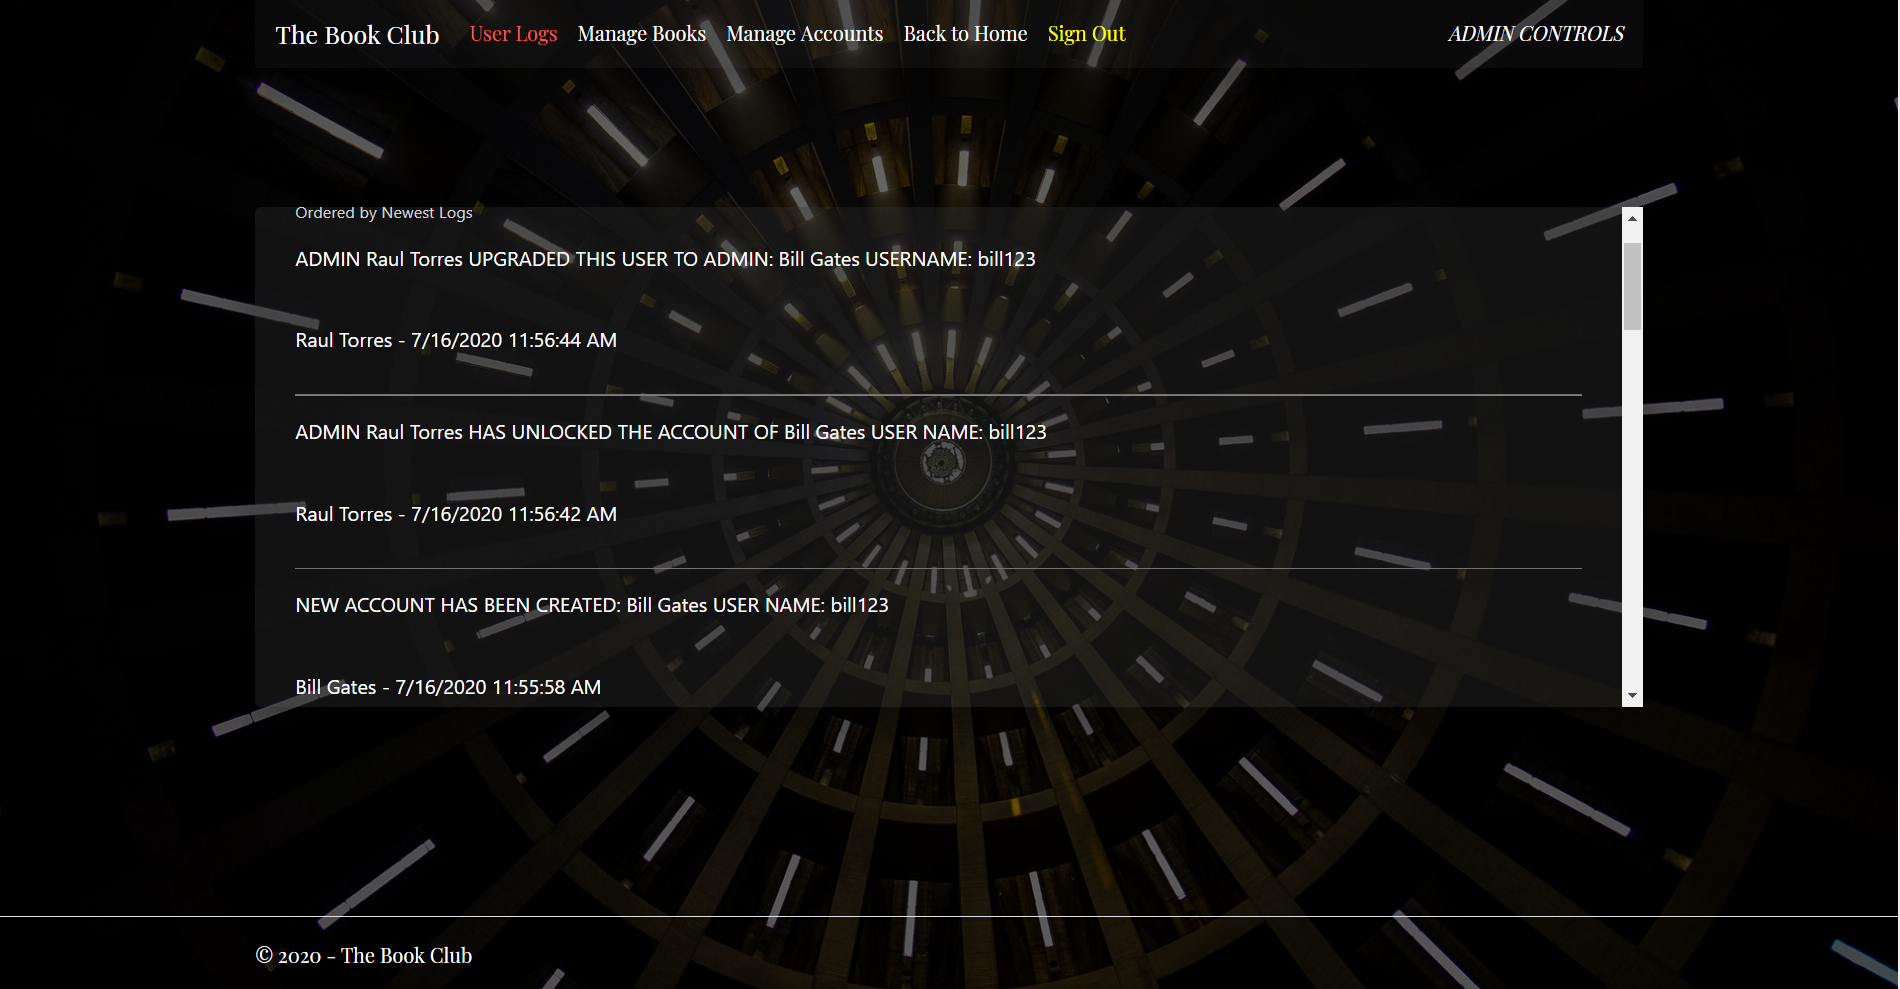 The Book Club User Logs Manage Books Manage Accounts Back to Home Sign Out ADMIN CONTROLS
Ordered by Newest Logs
ADMIN Raul Torres UPGRADED THIS USER TO ADMIN: Bill Gates USERNAME: bill123
Raul Torres - 7/16/2020 11:56:44 AM
ADMIN Raul Torres HAS UNLOCKED THE ACCOUNT OF Bill Gates USER NAME: bill123
Raul Torres - 7/16/2020 11:56:42 AM
NEW ACCOUNT HAS BEEN CREATED: Bill Gates USER NAME: bill123
Bill Gates - 7/16/2020 11:55:58 AM
© 2020 - The Book Club